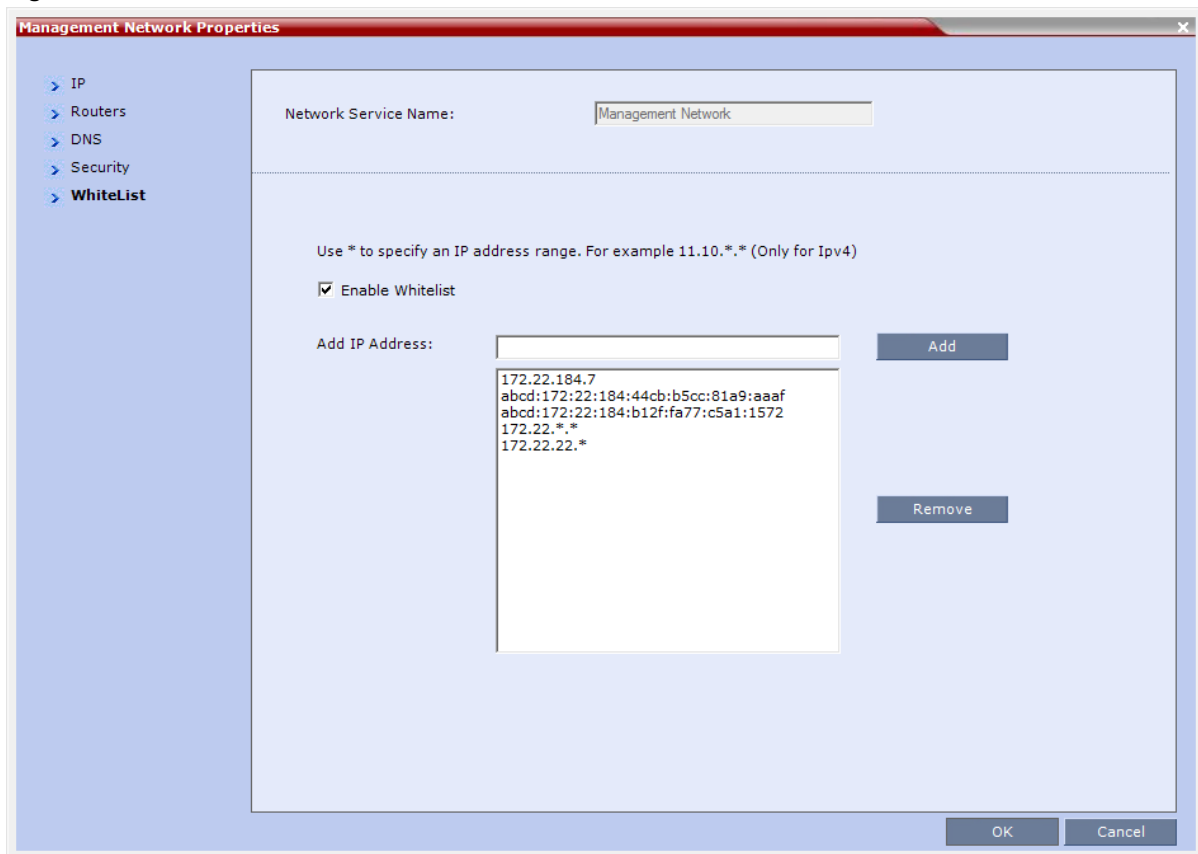 Management Network Properties
IP
Routers
DNS
Security
WhiteList
Network Service Name: Management Network
Use * to specify an IP address range. For example 11.10.*.* (Only for Ipv4)
Enable Whitelist
Add IP Address: Add
172.22.184.7
abcd:172:22:184:44cb:b5cc:81a9:aaaf
abcd:172:22:184:b12f:fa77:c5a1:1572
172.22.*.*
172.22.22.*
Remove
OK Cancel